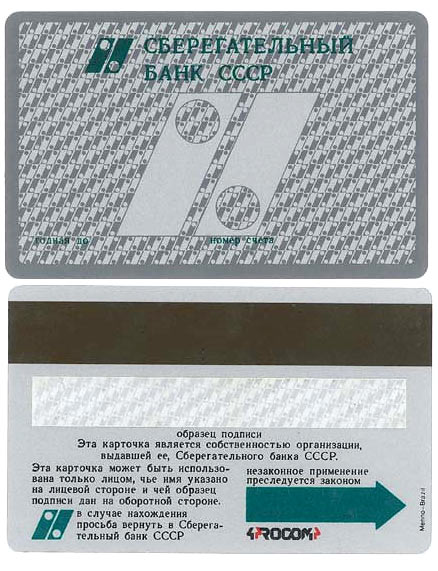 СБЕРЕГАТЕЛЬНЫЙ
БАНК СССР
годная до
номер счета
образец подписи
Эта карточка является собственностью организации,
выдавшей ее, Сберегательного банка СССР.
Эта карточка может быть использо-
вана только лицом, чье имя указано
на лицевой стороне и чей образец
подписи дан на оборотной стороне.
в случае нахождения
просьба вернуть в Сберега-
тельный банк СССР
незаконное применение
преследуется законом
ROCOM
Menno-Brazil